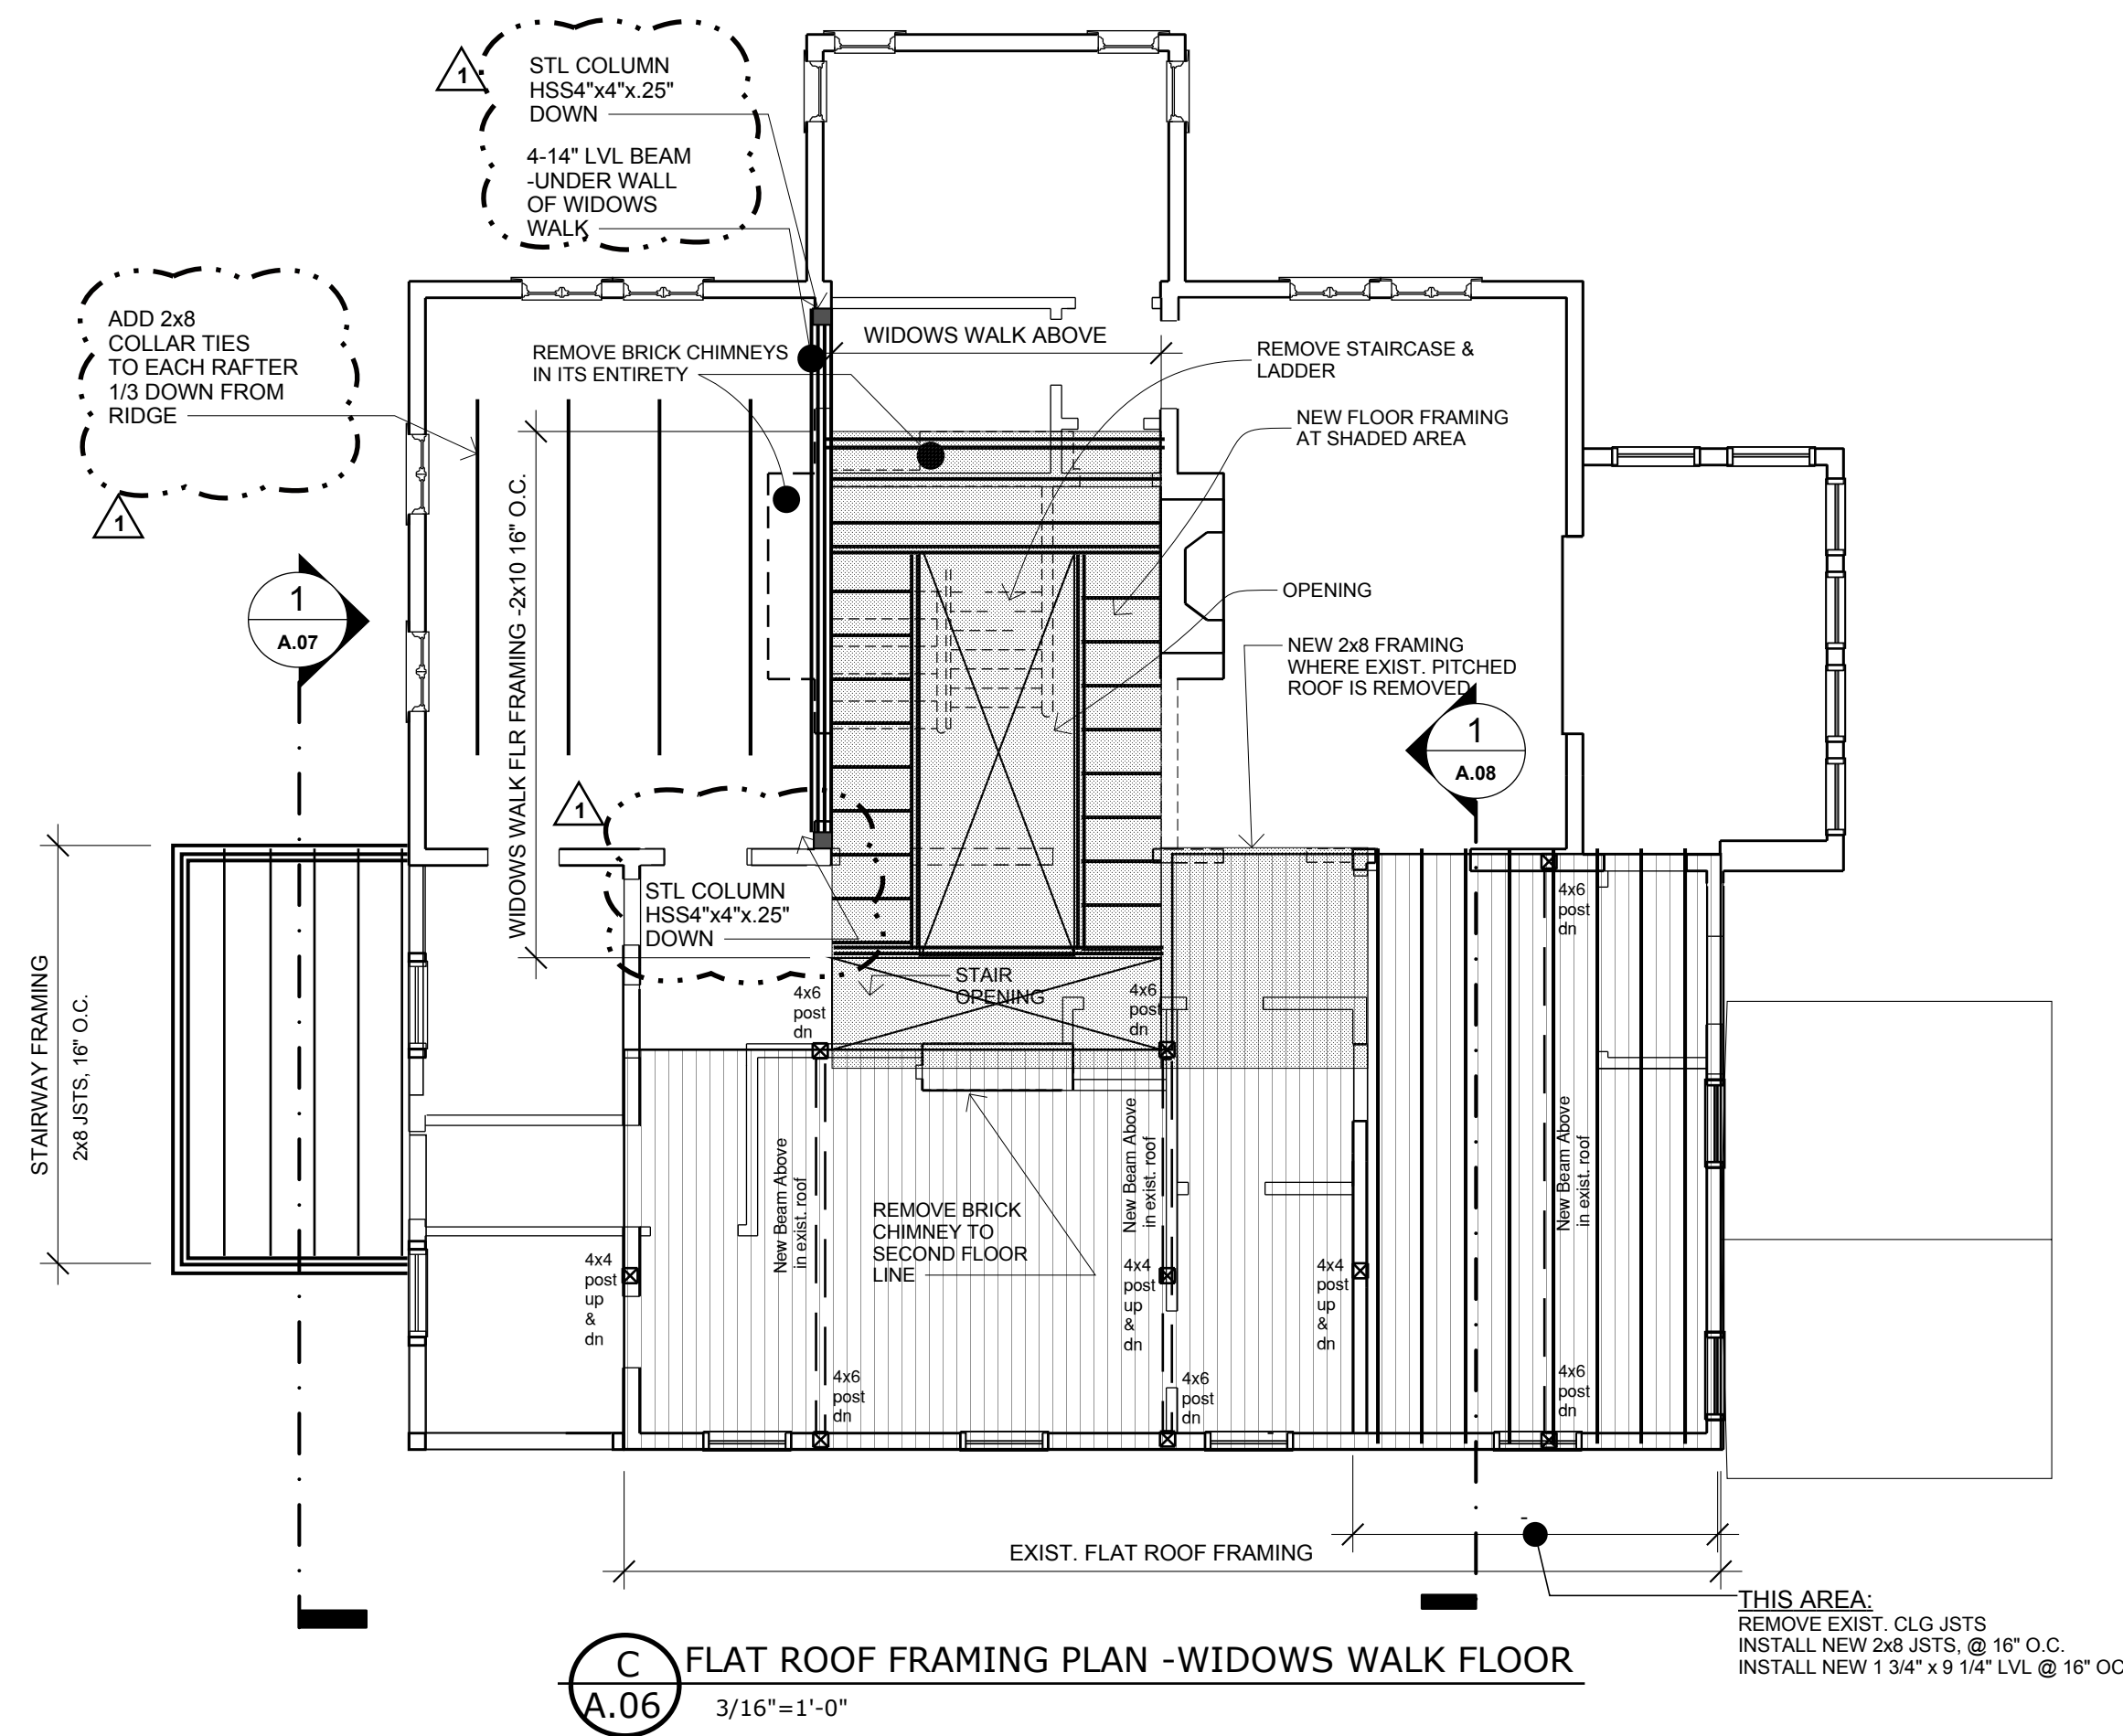 1
STL COLUMN
HSS4"x4"x.25"
DOWN
4-14" LVL BEAM
-UNDER WALL
OF WIDOWS
WALK
ADD 2x8
COLLAR TIES
TO EACH RAFTER
1/3 DOWN FROM
RIDGE
1
REMOVE BRICK CHIMNEYS
IN ITS ENTIRETY
WIDOWS WALK ABOVE
REMOVE STAIRCASE &
LADDER
NEW FLOOR FRAMING
AT SHADED AREA
OPENING
NEW 2x8 FRAMING
WHERE EXIST. PITCHED
ROOF IS REMOVED
1
A.07
1
A.08
WIDOWS WALK FLR FRAMING -2x10 16" O.C.
1
STL COLUMN
HSS4"x4"x.25"
DOWN
STAIR
OPENING
4x6
post
dn
4x6
post
dn
4x6
post
dn
STAIRWAY FRAMING
2x8 JSTS, 16" O.C.
New Beam Above
in exist. roof
New Beam Above
in exist. roof
New Beam Above
in exist. roof
REMOVE BRICK
CHIMNEY TO
SECOND FLOOR
LINE
4x4
post
up
&
dn
4x4
post
up
&
dn
4x4
post
up
&
dn
4x6
post
dn
4x6
post
dn
4x6
post
dn
-
EXIST. FLAT ROOF FRAMING
THIS AREA:
REMOVE EXIST. CLG JSTS
INSTALL NEW 2x8 JSTS, @ 16" O.C.
INSTALL NEW 1 3/4" x 9 1/4" LVL @ 16" OC
C
A.06
FLAT ROOF FRAMING PLAN -WIDOWS WALK FLOOR
3/16"=1'-0"